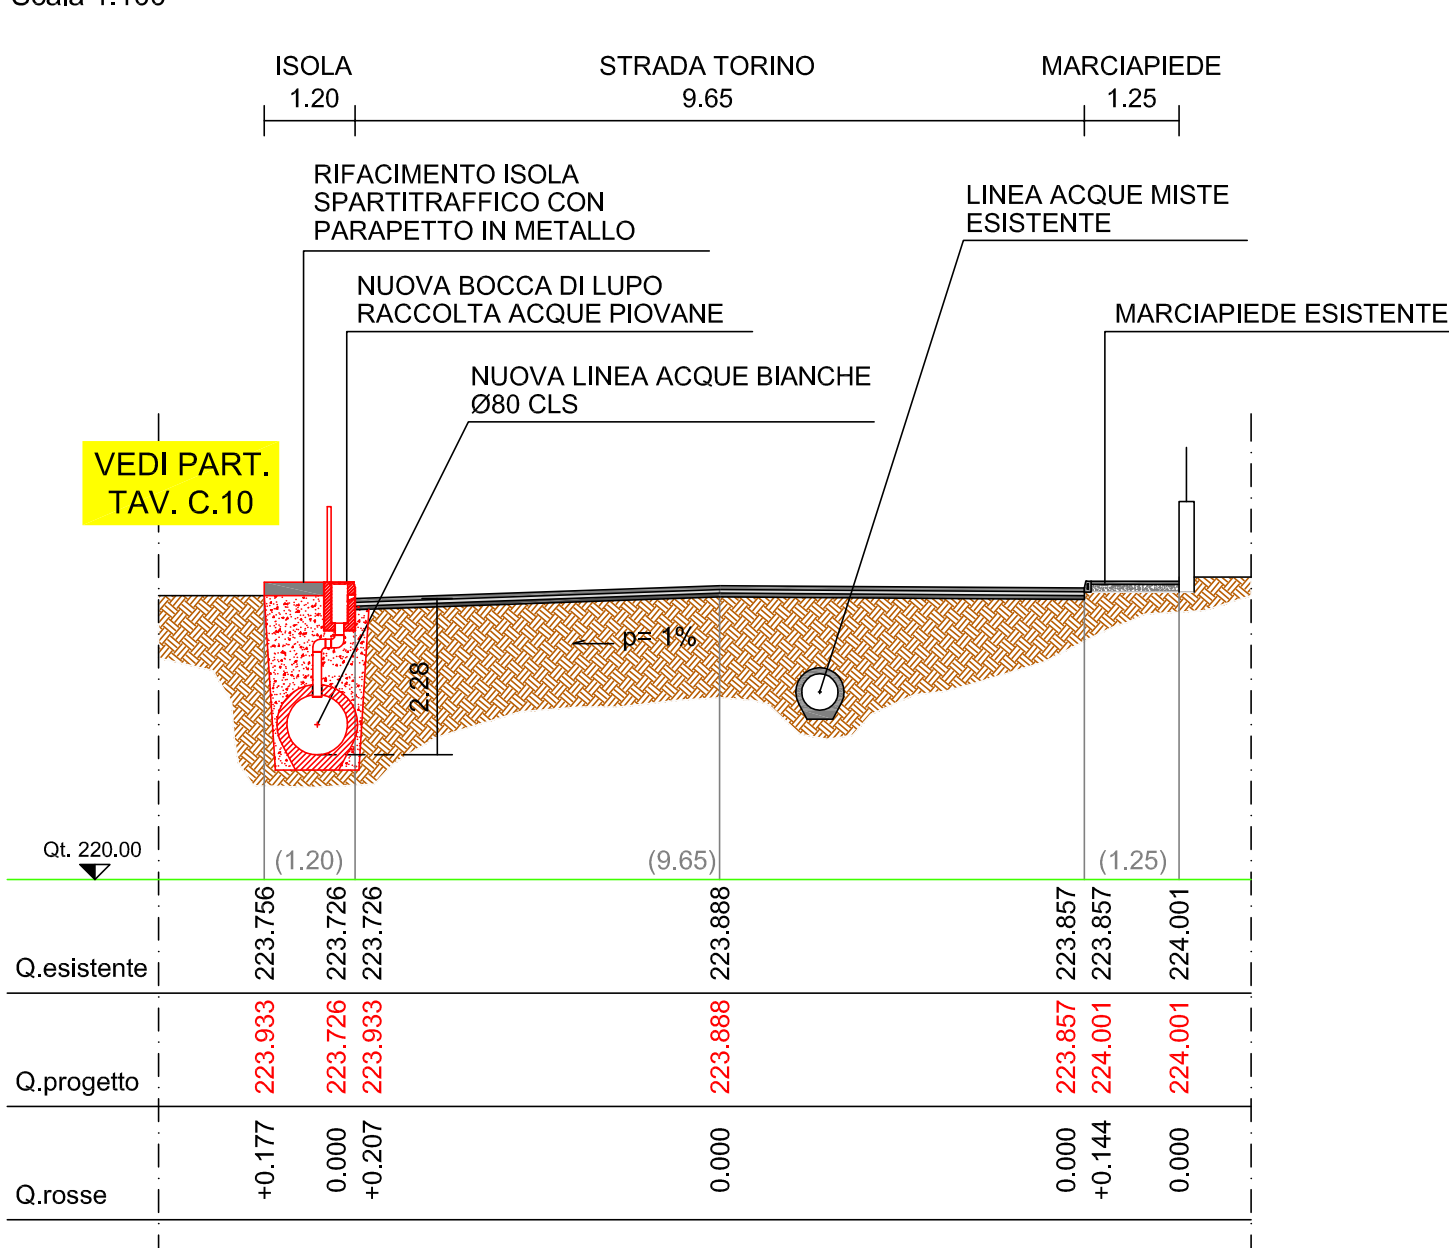 ISOLA
1.20
STRADA TORINO
9.65
MARCIAPIEDE
1.25
RIFACIMENTO ISOLA
SPARTITRAFFICO CON
PARAPETTO IN METALLO
LINEA ACQUE MISTE
ESISTENTE
NUOVA BOCCA DI LUPO
RACCOLTA ACQUE PIOVANE
MARCIAPIEDE ESISTENTE
NUOVA LINEA ACQUE BIANCHE
Ø80 CLS
VEDI PART.
TAV. C.10
p= 1%
2.28
Qt. 220.00
(1.20)
(9.65)
(1.25)
Q.esistente
223.756
223.726
223.726
223.888
223.857
223.857
224.001
Q.progetto
223.933
223.726
223.933
223.888
223.857
224.001
224.001
Q.rosse
+0.177
0.000
+0.207
0.000
0.000
+0.144
0.000